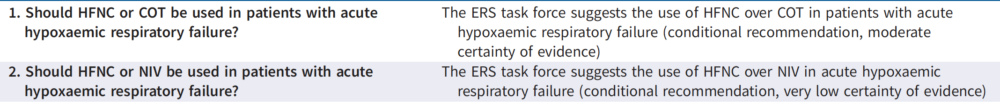 1. Should HFNC or COT be used in patients with acute
hypoxaemic respiratory failure?
The ERS task force suggests the use of HFNC over COT in patients with acute
hypoxaemic respiratory failure (conditional recommendation, moderate
certainty of evidence)
2. Should HFNC or NIV be used in patients with acute
hypoxaemic respiratory failure?
The ERS task force suggests the use of HFNC over NIV in acute hypoxaemic
respiratory failure (conditional recommendation, very low certainty of evidence)